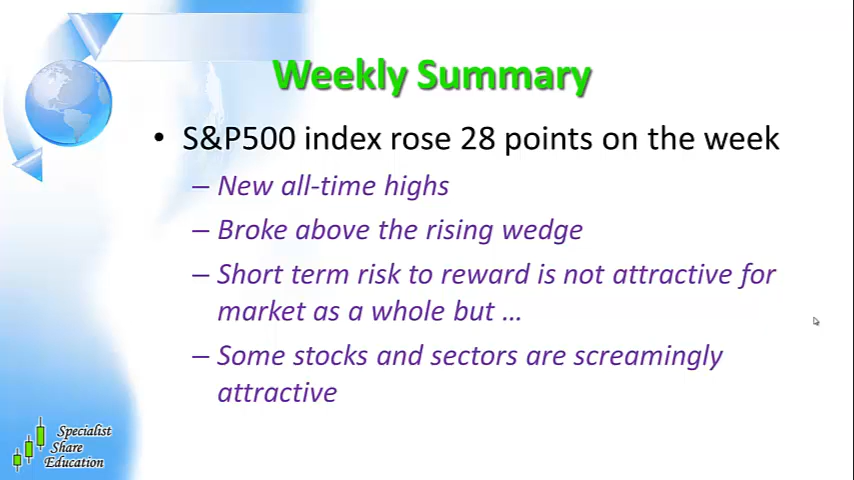 Weekly Summary
• S&P500 index rose 28 points on the week
– New all-time highs
– Broke above the rising wedge
– Short term risk to reward is not attractive for
market as a whole but ...
– Some stocks and sectors are screamingly
attractive
Specialist
Share
Education